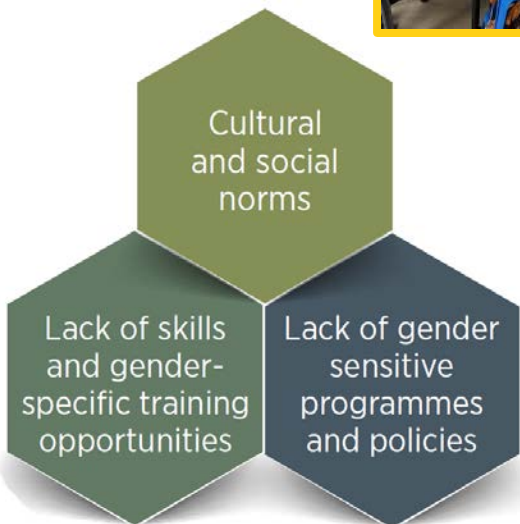 Cultural
and social
norms
Lack of skills
and gender-
specific training
opportunities
Lack of gender
sensitive
programmes
and policies